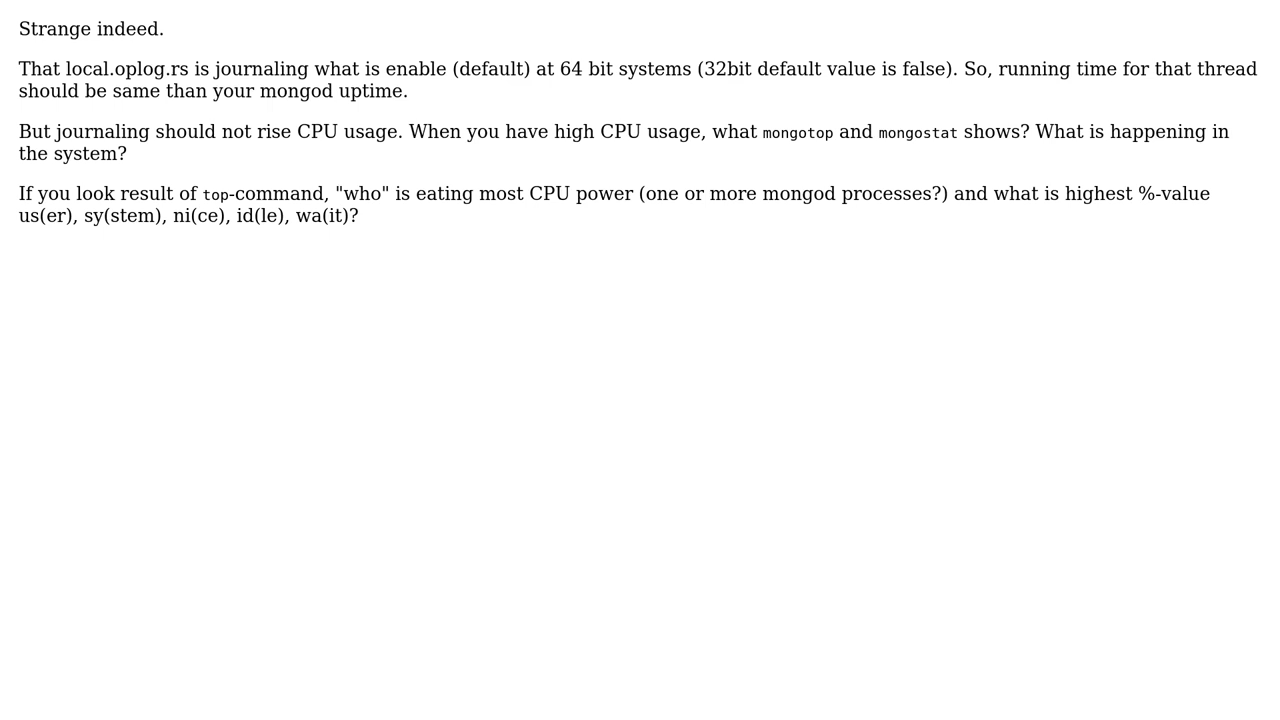 Strange indeed.
That local.oplog.rs is journaling what is enable (default) at 64 bit systems (32bit default value is false). So, running time for that thread
should be same than your mongod uptime.
But journaling should not rise CPU usage. When you have high CPU usage, what mongotop and mongostat shows? What is happening in
the system?
If you look result of top-command, "who" is eating most CPU power (one or more mongod processes?) and what is highest %-value
us(er), sy(stem), ni(ce), id(le), wa(it)?